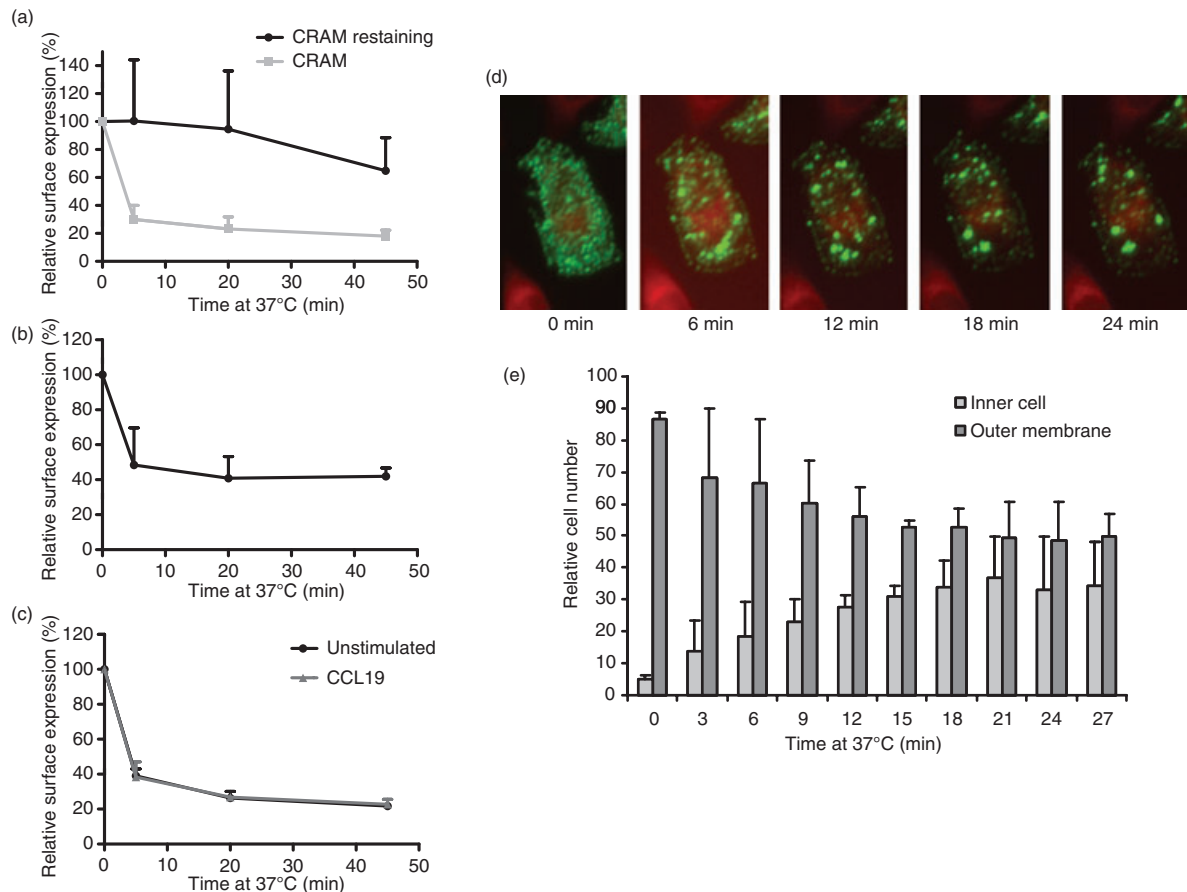 (a)
CRAM restaining
CRAM
Relative surface expression (%)
140
120
100
80
60
40
20
0
0 10 20 30 40 50
Time at 37°C (min)
(b)
Relative surface expression (%)
120
100
80
60
40
20
0
0 10 20 30 40 50
Time at 37°C (min)
(c)
Unstimulated
CCL19
Relative surface expression (%)
120
100
80
60
40
20
0
0 10 20 30 40 50
Time at 37°C (min)
(d)
0 min 6 min 12 min 18 min 24 min
(e)
Inner cell
Outer membrane
Relative cell number
100
90
80
70
60
50
40
30
20
10
0
0 3 6 9 12 15 18 21 24 27
Time at 37°C (min)